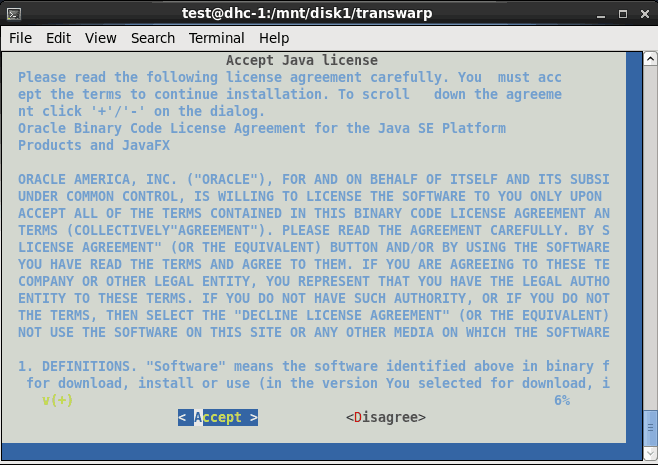 test@dhc-1:/mnt/disk1/transwarp
File Edit View Search Terminal Help
Accept Java license
Please read the following license agreement carefully. You  must acc
ept the terms to continue installation. To scroll   down the agreeme
nt click '+'/'-' on the dialog.
Oracle Binary Code License Agreement for the Java SE Platform
Products and JavaFX
ORACLE AMERICA, INC. ("ORACLE"), FOR AND ON BEHALF OF ITSELF AND ITS SUBSI
UNDER COMMON CONTROL, IS WILLING TO LICENSE THE SOFTWARE TO YOU ONLY UPON
ACCEPT ALL OF THE TERMS CONTAINED IN THIS BINARY CODE LICENSE AGREEMENT AN
TERMS (COLLECTIVELY"AGREEMENT"). PLEASE READ THE AGREEMENT CAREFULLY. BY S
LICENSE AGREEMENT" (OR THE EQUIVALENT) BUTTON AND/OR BY USING THE SOFTWARE
YOU HAVE READ THE TERMS AND AGREE TO THEM. IF YOU ARE AGREEING TO THESE TE
COMPANY OR OTHER LEGAL ENTITY, YOU REPRESENT THAT YOU HAVE THE LEGAL AUTHO
ENTITY TO THESE TERMS. IF YOU DO NOT HAVE SUCH AUTHORITY, OR IF YOU DO NOT
THE TERMS, THEN SELECT THE "DECLINE LICENSE AGREEMENT" (OR THE EQUIVALENT)
NOT USE THE SOFTWARE ON THIS SITE OR ANY OTHER MEDIA ON WHICH THE SOFTWARE
1. DEFINITIONS. "Software" means the software identified above in binary f
for download, install or use (in the version You selected for download, i
v(+) 6%
< Accept > <Disagree>